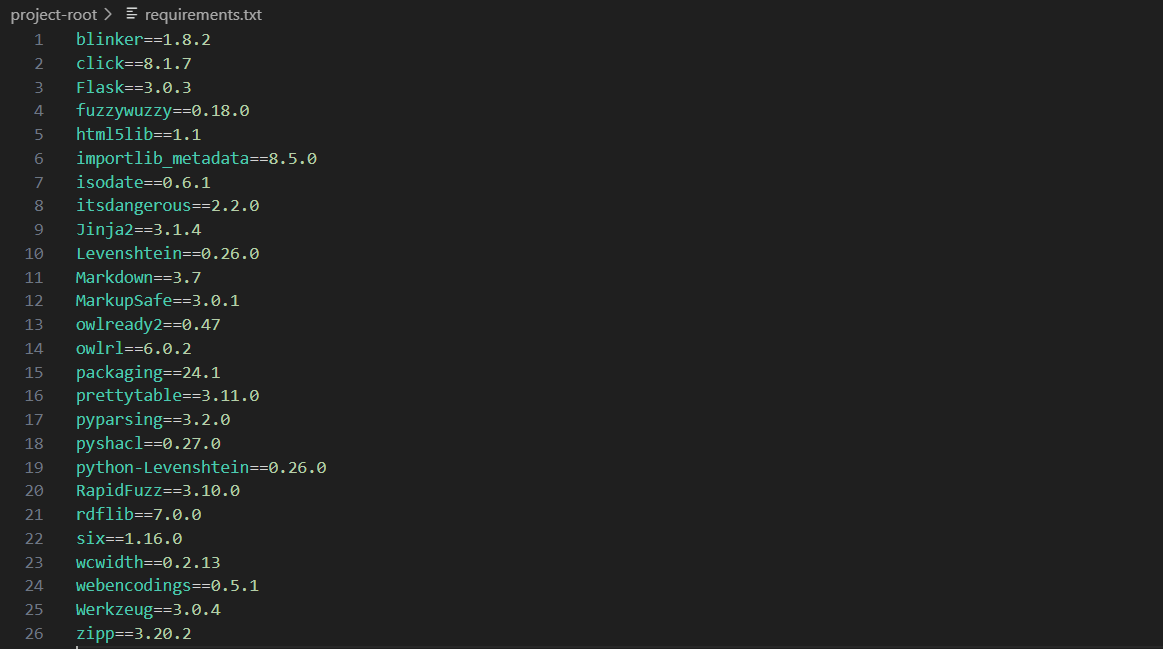 project-root > requirements.txt
1 blinker==1.8.2
2 click==8.1.7
3 Flask==3.0.3
4 fuzzywuzzy==0.18.0
5 html5lib==1.1
6 importlib_metadata==8.5.0
7 isodate==0.6.1
8 itsdangerous==2.2.0
9 Jinja2==3.1.4
10 Levenshtein==0.26.0
11 Markdown==3.7
12 MarkupSafe==3.0.1
13 owlready2==0.47
14 owlrl==6.0.2
15 packaging==24.1
16 prettytable==3.11.0
17 pyparsing==3.2.0
18 pyshacl==0.27.0
19 python-Levenshtein==0.26.0
20 RapidFuzz==3.10.0
21 rdflib==7.0.0
22 six==1.16.0
23 wcwidth==0.2.13
24 webencodings==0.5.1
25 Werkzeug==3.0.4
26 zipp==3.20.2